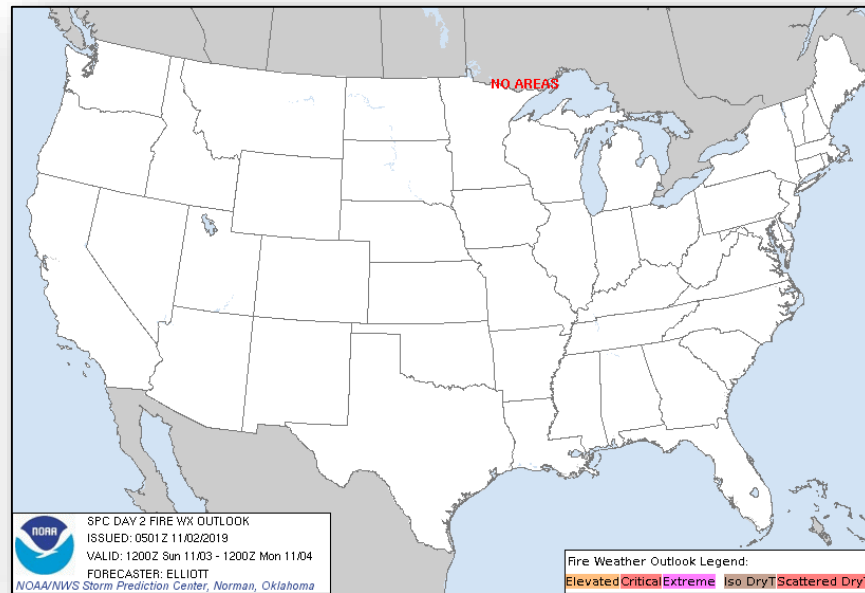 NO AREAS
NOAA
SPC DAY 2 FIRE WX OUTLOOK
ISSUED: 0501Z 11/02/2019
VALID: 1200Z Sun 11/03 - 1200Z Mon 11/04
FORECASTER: ELLIOTT
NOAA/NWS Storm Prediction Center, Norman, Oklahoma
Fire Weather Outlook Legend:
Elevated Critical Extreme Iso DryT Scattered DryT